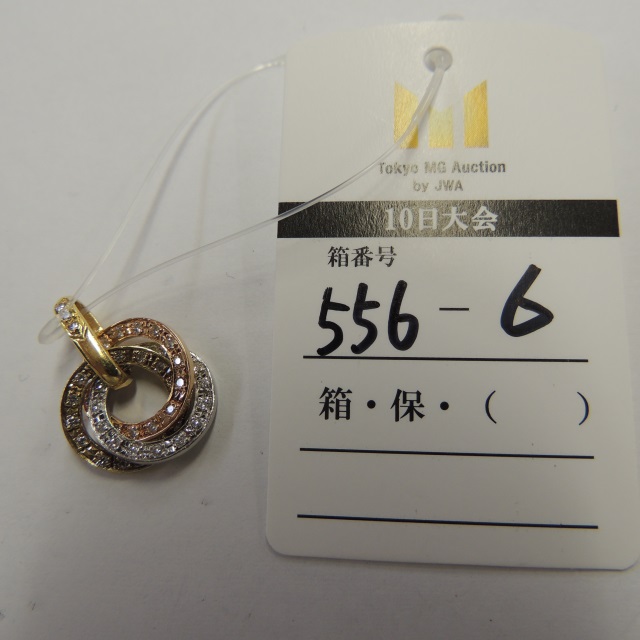 Tokyo MG Auction
by JWA
10日大会
箱番号
556-6
箱・保・(　　)